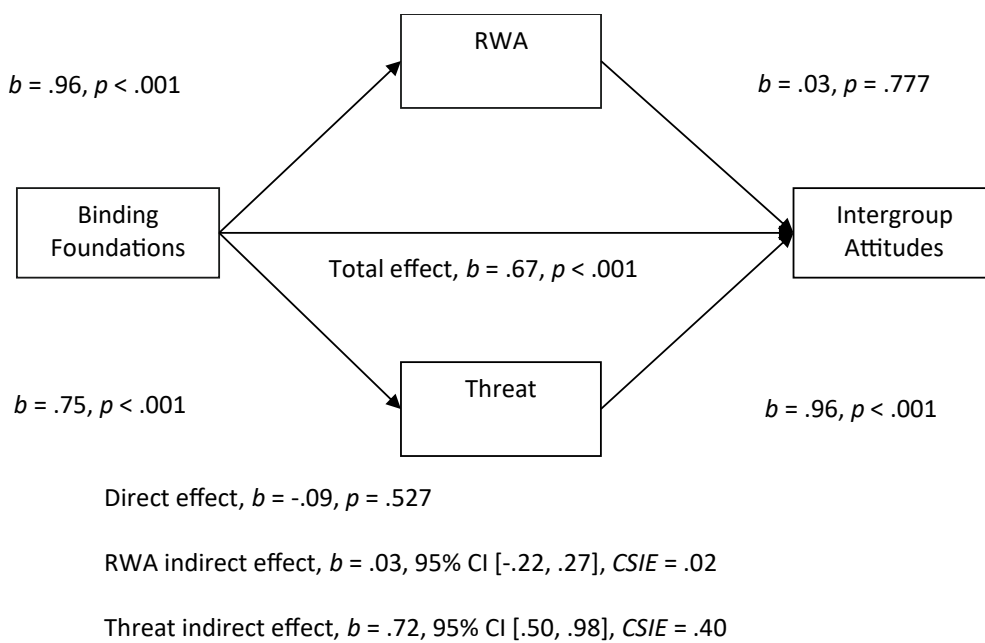 RWA
b = .96, p < .001
b = .03, p = .777
Binding
Foundations
Intergroup
Attitudes
Total effect, b = .67, p < .001
Threat
b = .75, p < .001
b = .96, p < .001
Direct effect, b = -.09, p = .527
RWA indirect effect, b = .03, 95% CI [-.22, .27], CSIE = .02
Threat indirect effect, b = .72, 95% CI [.50, .98], CSIE = .40